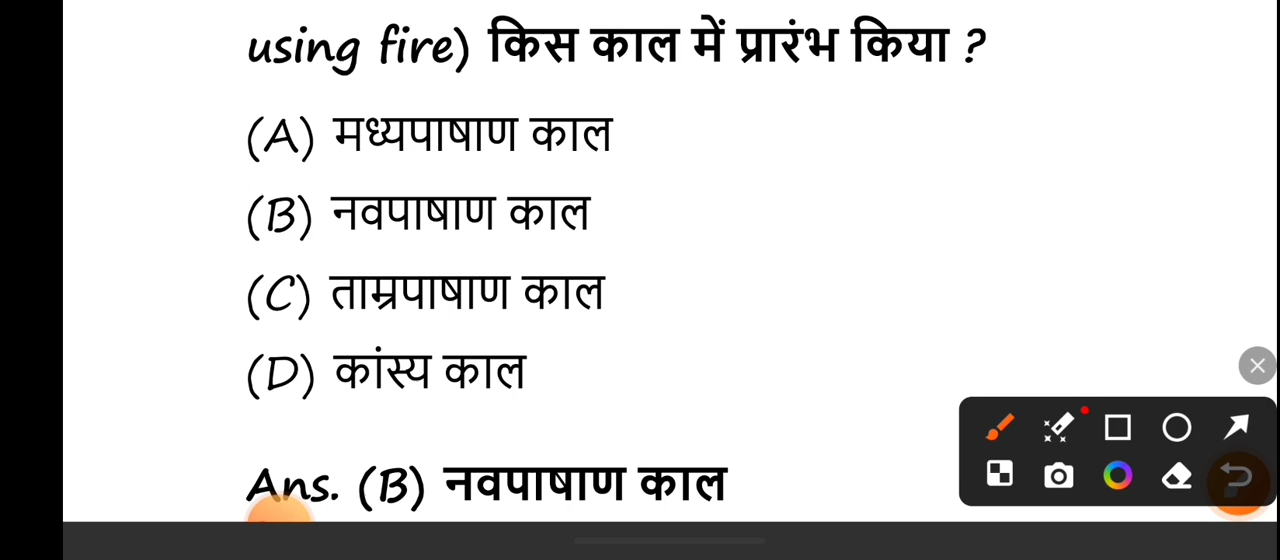 using fire) किस काल में प्रारंभ किया ?
(A) मध्यपाषाण काल
(B) नवपाषाण काल
(C) ताम्रपाषाण काल
(D) कांस्य काल
Ans. (B) नवपाषाण काल